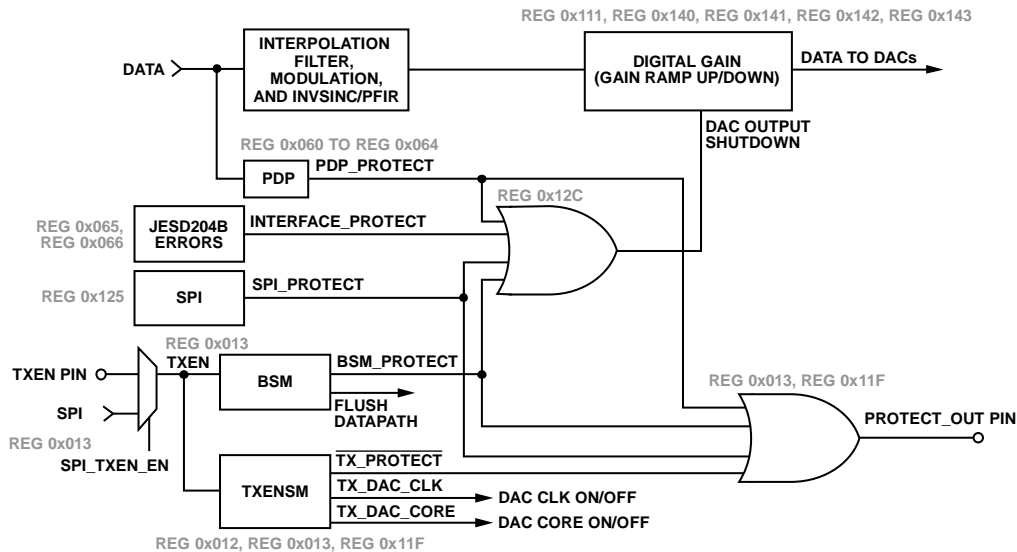 REG 0x111, REG 0x140, REG 0x141, REG 0x142, REG 0x143
DATA
INTERPOLATION
FILTER,
MODULATION,
AND INVSINC/PFIR
DIGITAL GAIN
(GAIN RAMP UP/DOWN)
DATA TO DACs
DAC OUTPUT
SHUTDOWN
REG 0x060 TO REG 0x064
PDP
PDP_PROTECT
REG 0x12C
REG 0x065,
REG 0x066
JESD204B
ERRORS
INTERFACE_PROTECT
REG 0x125
SPI
SPI_PROTECT
REG 0x013
TXEN PIN
TXEN
SPI
REG 0x013
SPI_TXEN_EN
BSM
BSM_PROTECT
FLUSH
DATAPATH
REG 0x013, REG 0x11F
PROTECT_OUT PIN
TXENSM
TX_PROTECT
TX_DAC_CLK
DAC CLK ON/OFF
TX_DAC_CORE
DAC CORE ON/OFF
REG 0x012, REG 0x013, REG 0x11F